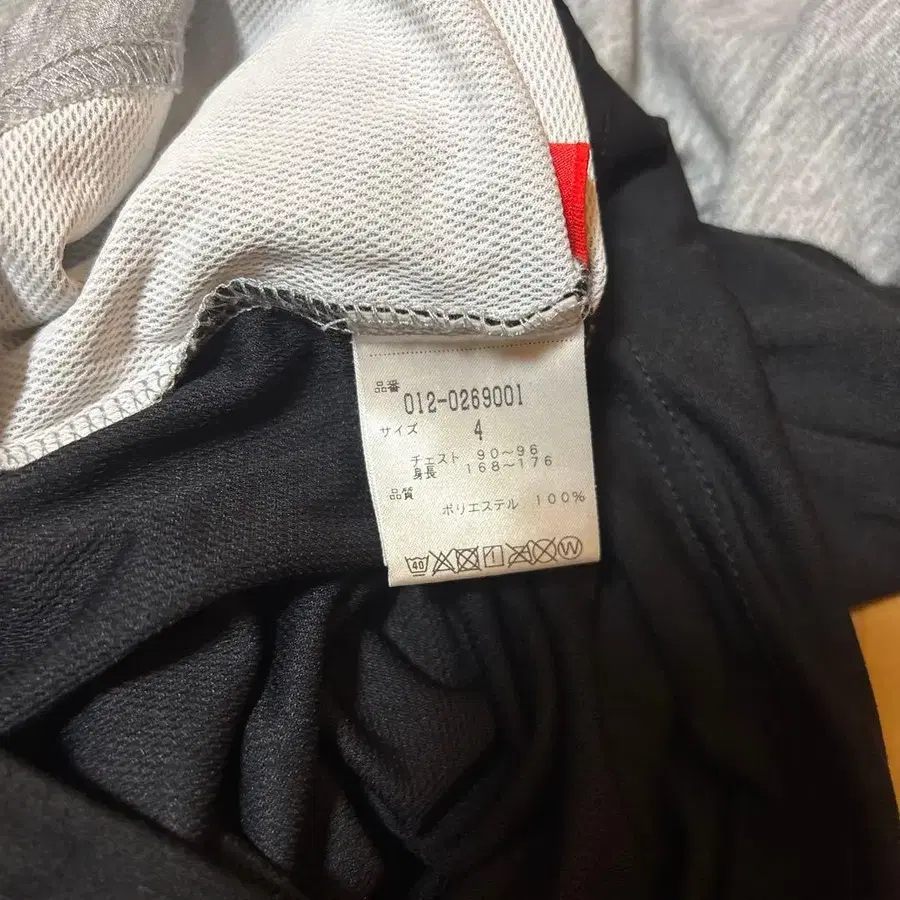 品番
012-0269001
サイズ 4
チェスト 90～96
身長 168～176
品質
ポリエステル 100%
40 W